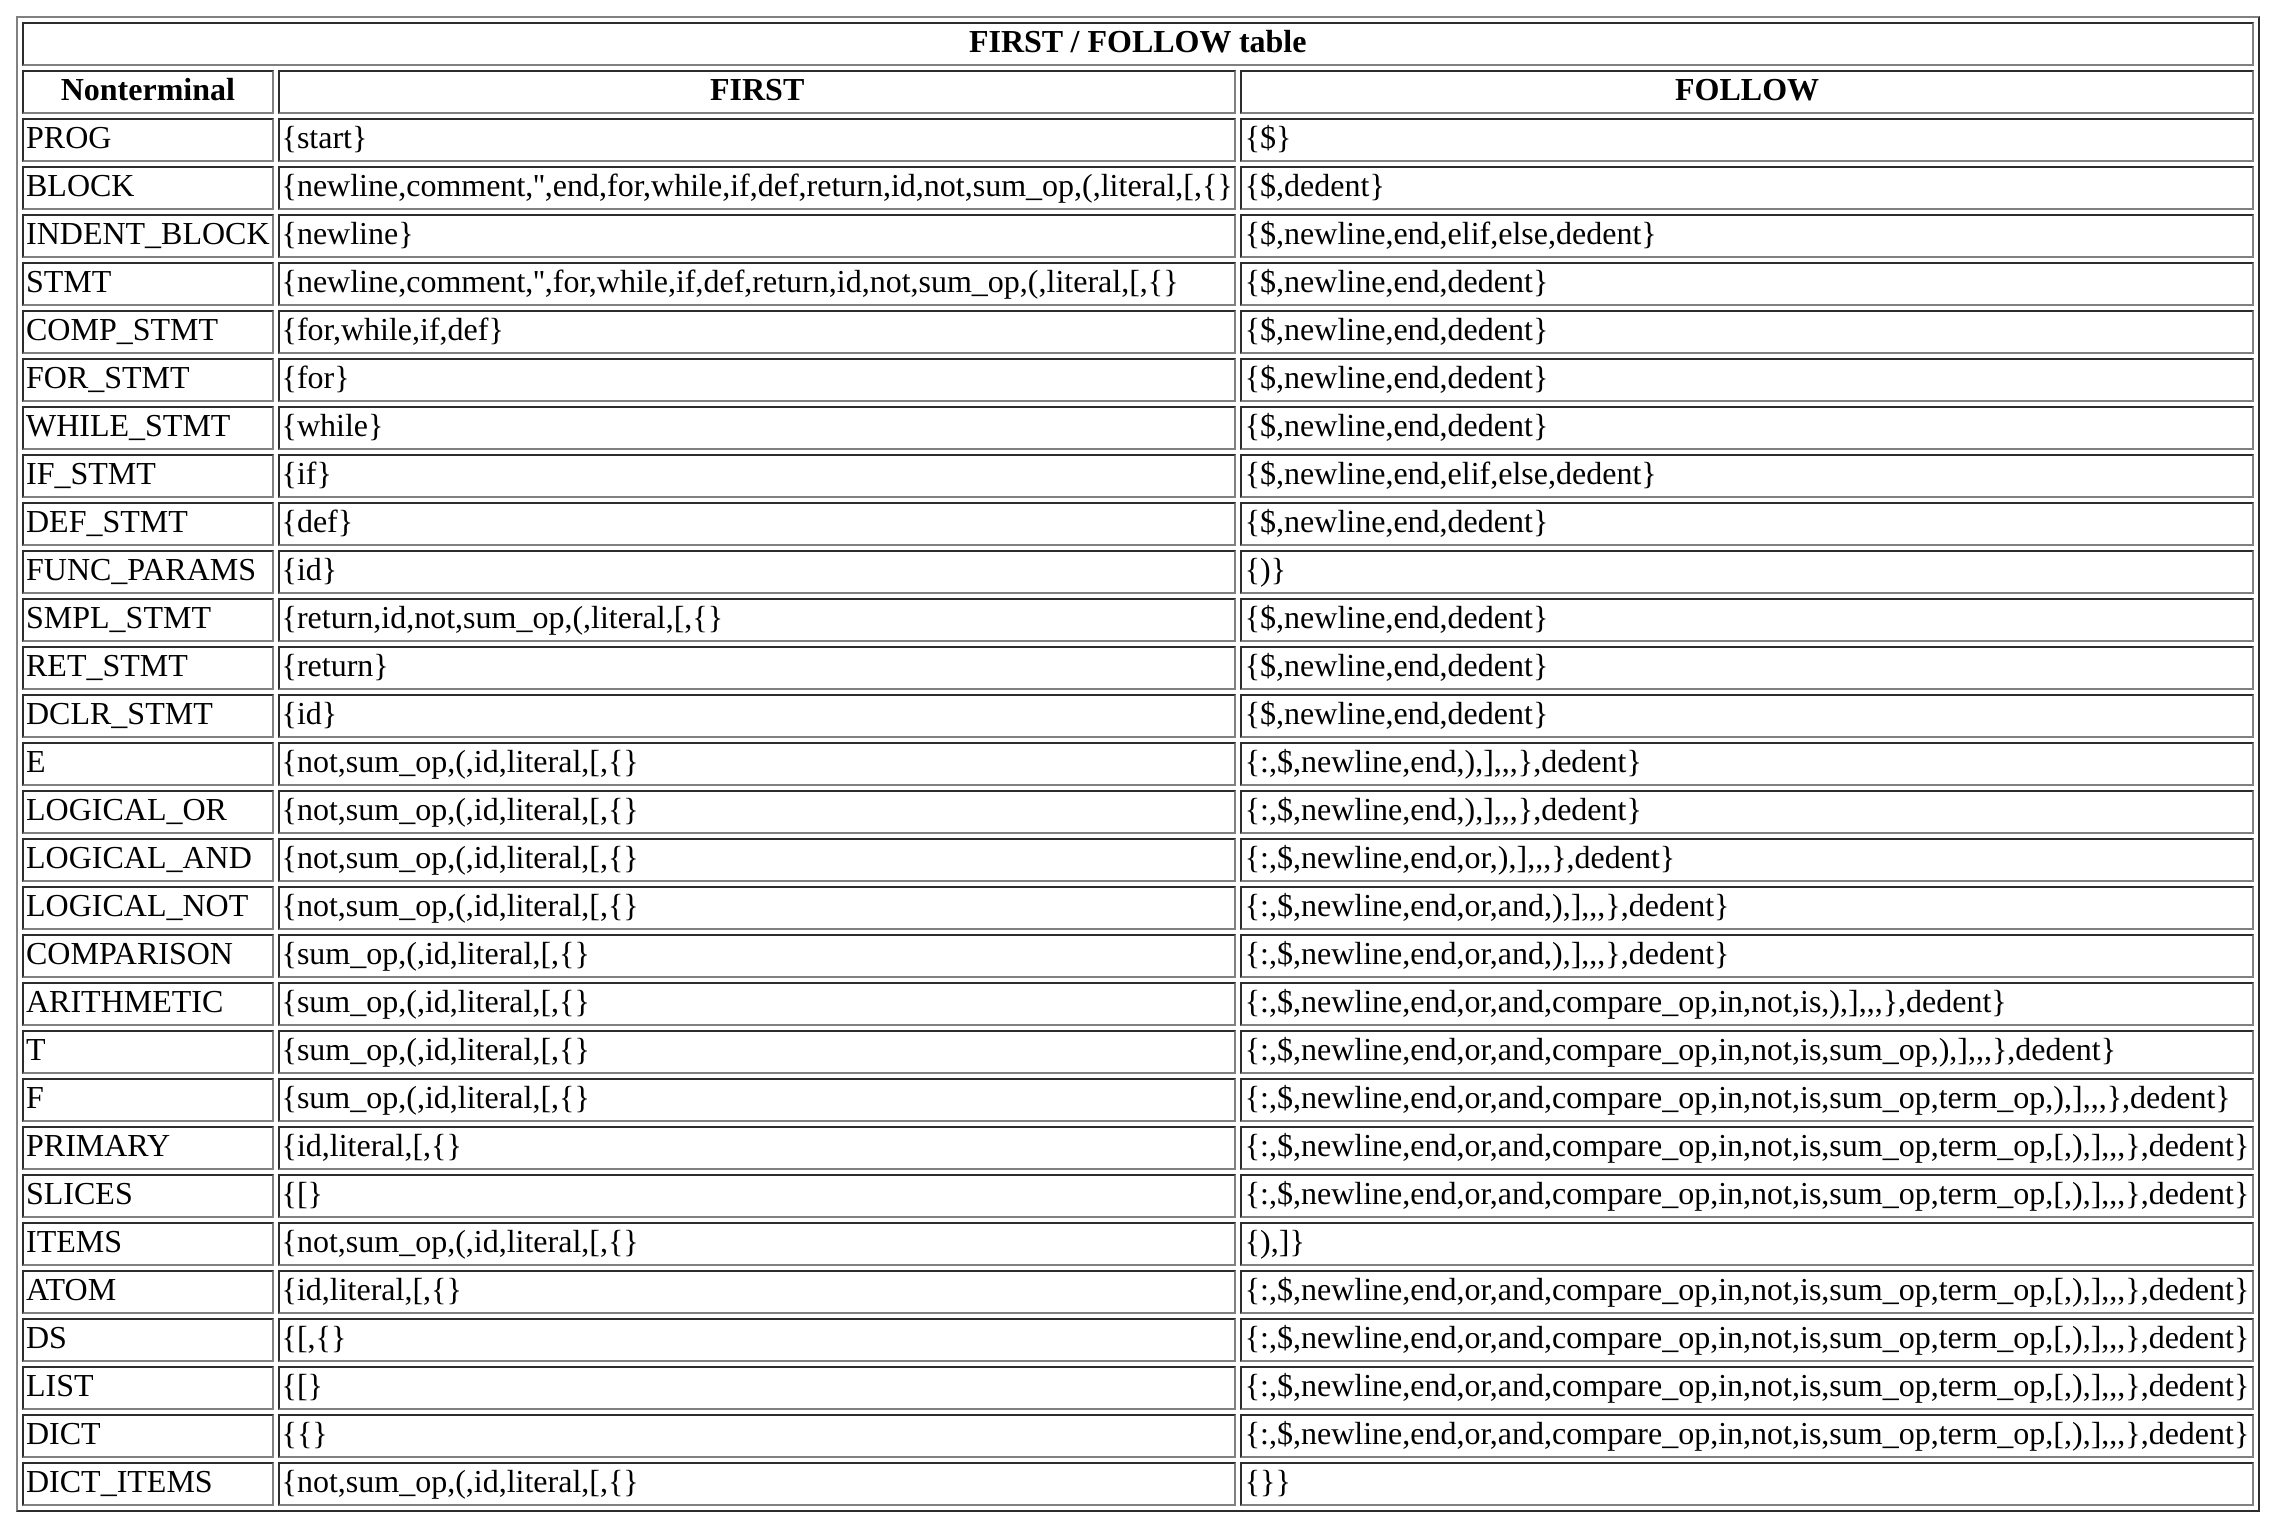 FIRST / FOLLOW table
Nonterminal FIRST FOLLOW
PROG {start} {$}
BLOCK {newline,comment,'',end,for,while,if,def,return,id,not,sum_op,(,literal,[,{} {$,dedent}
INDENT_BLOCK {newline} {$,newline,end,elif,else,dedent}
STMT {newline,comment,'',for,while,if,def,return,id,not,sum_op,(,literal,[,{} {$,newline,end,dedent}
COMP_STMT {for,while,if,def} {$,newline,end,dedent}
FOR_STMT {for} {$,newline,end,dedent}
WHILE_STMT {while} {$,newline,end,dedent}
IF_STMT {if} {$,newline,end,elif,else,dedent}
DEF_STMT {def} {$,newline,end,dedent}
FUNC_PARAMS {id} {)}
SMPL_STMT {return,id,not,sum_op,(,literal,[,{} {$,newline,end,dedent}
RET_STMT {return} {$,newline,end,dedent}
DCLR_STMT {id} {$,newline,end,dedent}
E {not,sum_op,(,id,literal,[,{} {:,$,newline,end,),],,,},dedent}
LOGICAL_OR {not,sum_op,(,id,literal,[,{} {:,$,newline,end,),],,,},dedent}
LOGICAL_AND {not,sum_op,(,id,literal,[,{} {:,$,newline,end,or,),],,,},dedent}
LOGICAL_NOT {not,sum_op,(,id,literal,[,{} {:,$,newline,end,or,and,),],,,},dedent}
COMPARISON {sum_op,(,id,literal,[,{} {:,$,newline,end,or,and,),],,,},dedent}
ARITHMETIC {sum_op,(,id,literal,[,{} {:,$,newline,end,or,and,compare_op,in,not,is,),],,,},dedent}
T {sum_op,(,id,literal,[,{} {:,$,newline,end,or,and,compare_op,in,not,is,sum_op,),],,,},dedent}
F {sum_op,(,id,literal,[,{} {:,$,newline,end,or,and,compare_op,in,not,is,sum_op,term_op,),],,,},dedent}
PRIMARY {id,literal,[,{} {:,$,newline,end,or,and,compare_op,in,not,is,sum_op,term_op,[,),],,,},dedent}
SLICES {[} {:,$,newline,end,or,and,compare_op,in,not,is,sum_op,term_op,[,),],,,},dedent}
ITEMS {not,sum_op,(,id,literal,[,{} {),]}
ATOM {id,literal,[,{} {:,$,newline,end,or,and,compare_op,in,not,is,sum_op,term_op,[,),],,,},dedent}
DS {[,{} {:,$,newline,end,or,and,compare_op,in,not,is,sum_op,term_op,[,),],,,},dedent}
LIST {[} {:,$,newline,end,or,and,compare_op,in,not,is,sum_op,term_op,[,),],,,},dedent}
DICT {{} {:,$,newline,end,or,and,compare_op,in,not,is,sum_op,term_op,[,),],,,},dedent}
DICT_ITEMS {not,sum_op,(,id,literal,[,{} {}}